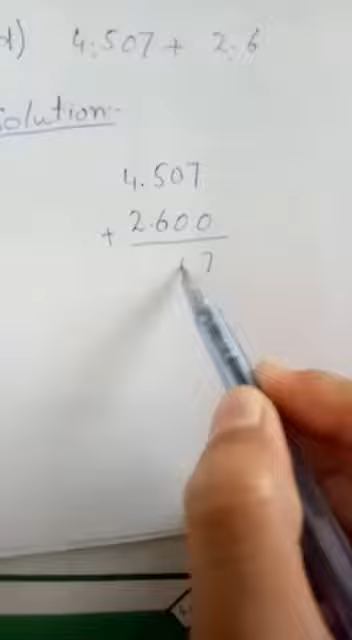 d) 4.507 + 2.6
Solution:-
4.507
+ 2.600
7